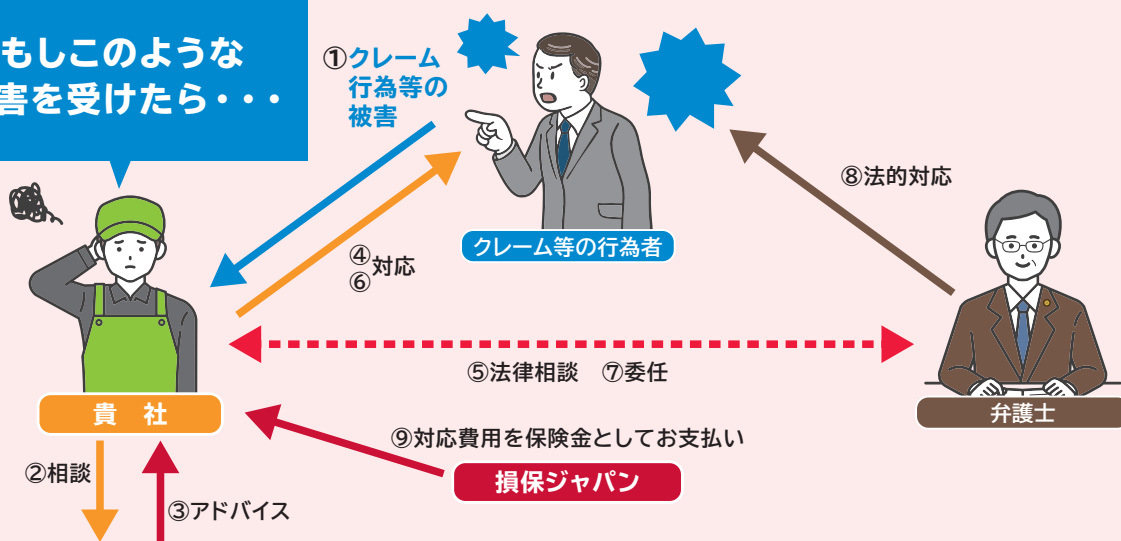 もしこのような
害を受けたら・・・
①クレーム
行為等の
被害
クレーム等の行為者
⑧法的対応
④
⑥
対応
⑤法律相談 ⑦委任
貴 社
弁護士
⑨対応費用を保険金としてお支払い
損保ジャパン
②相談
③アドバイス